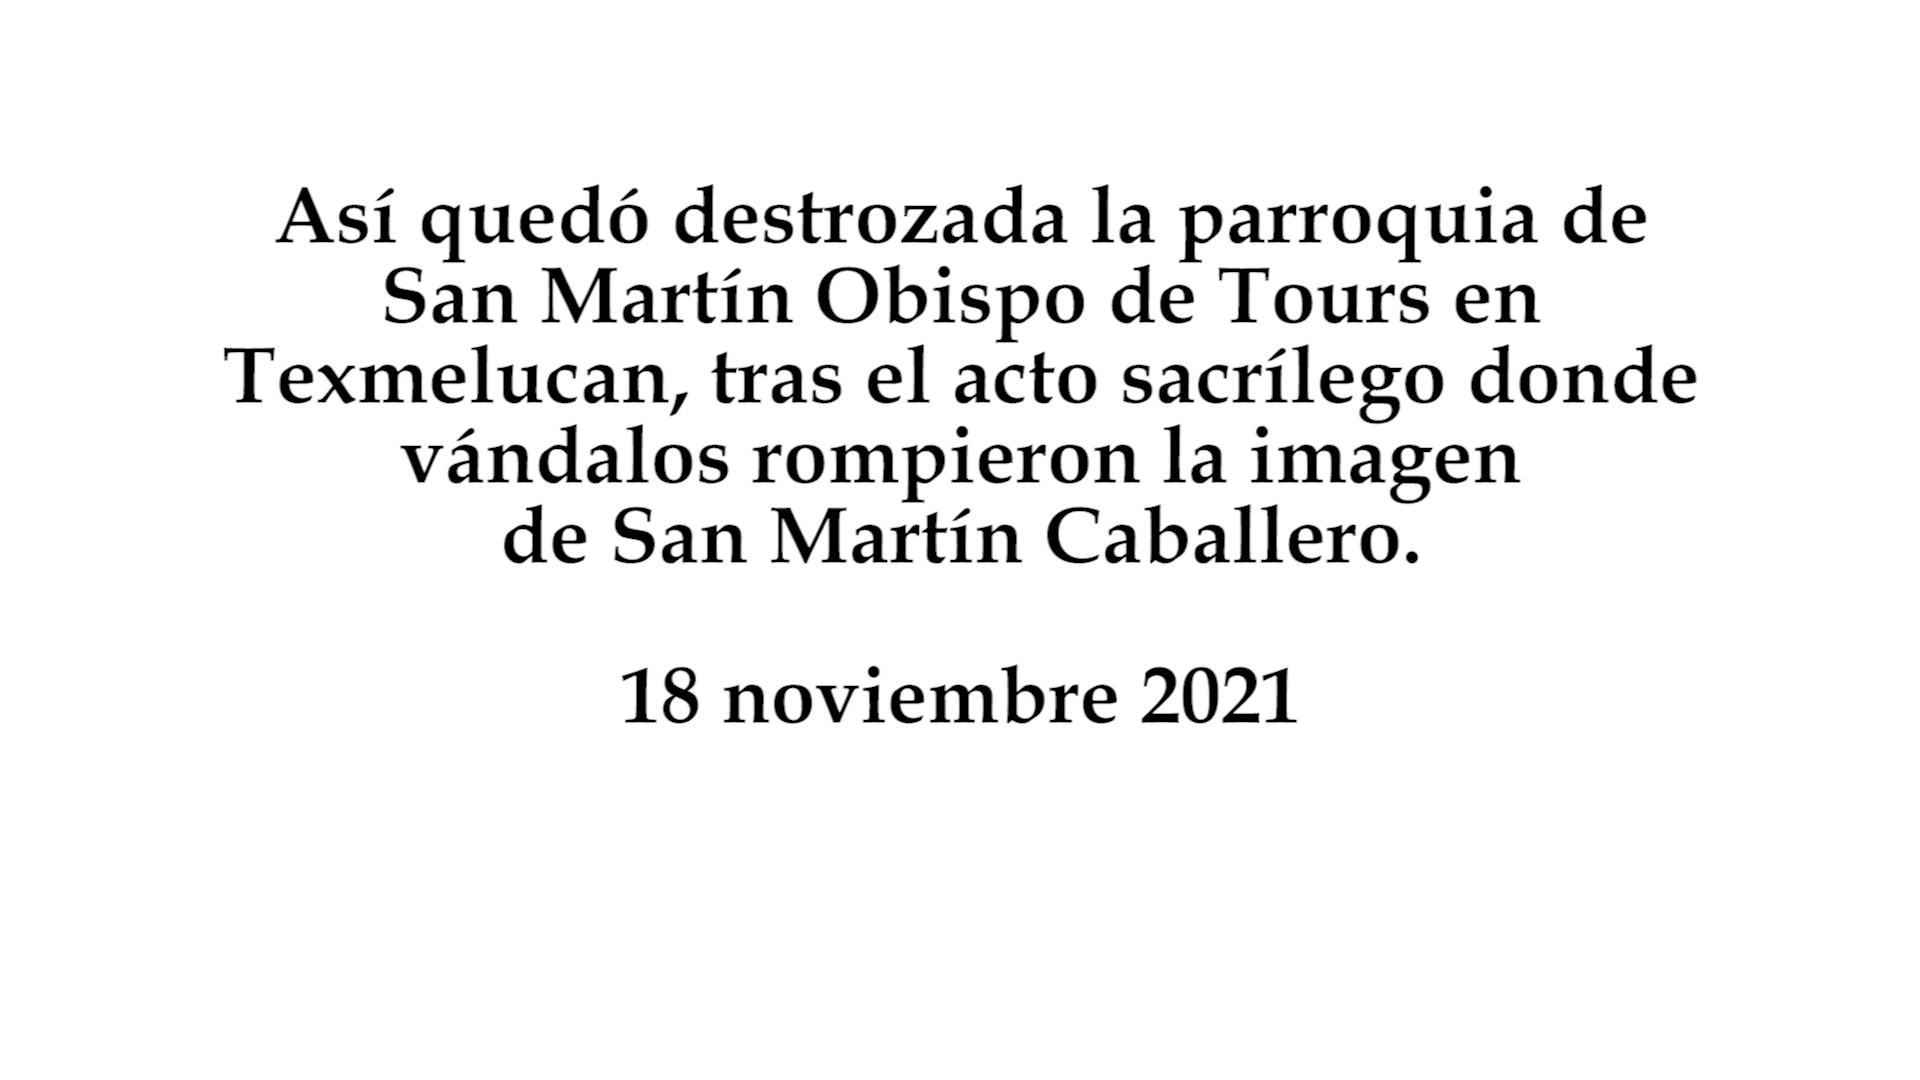 Así quedó destrozada la parroquia de
San Martín Obispo de Tours en
Texmelucan, tras el acto sacrílego donde
vándalos rompieron la imagen
de San Martín Caballero.
18 noviembre 2021